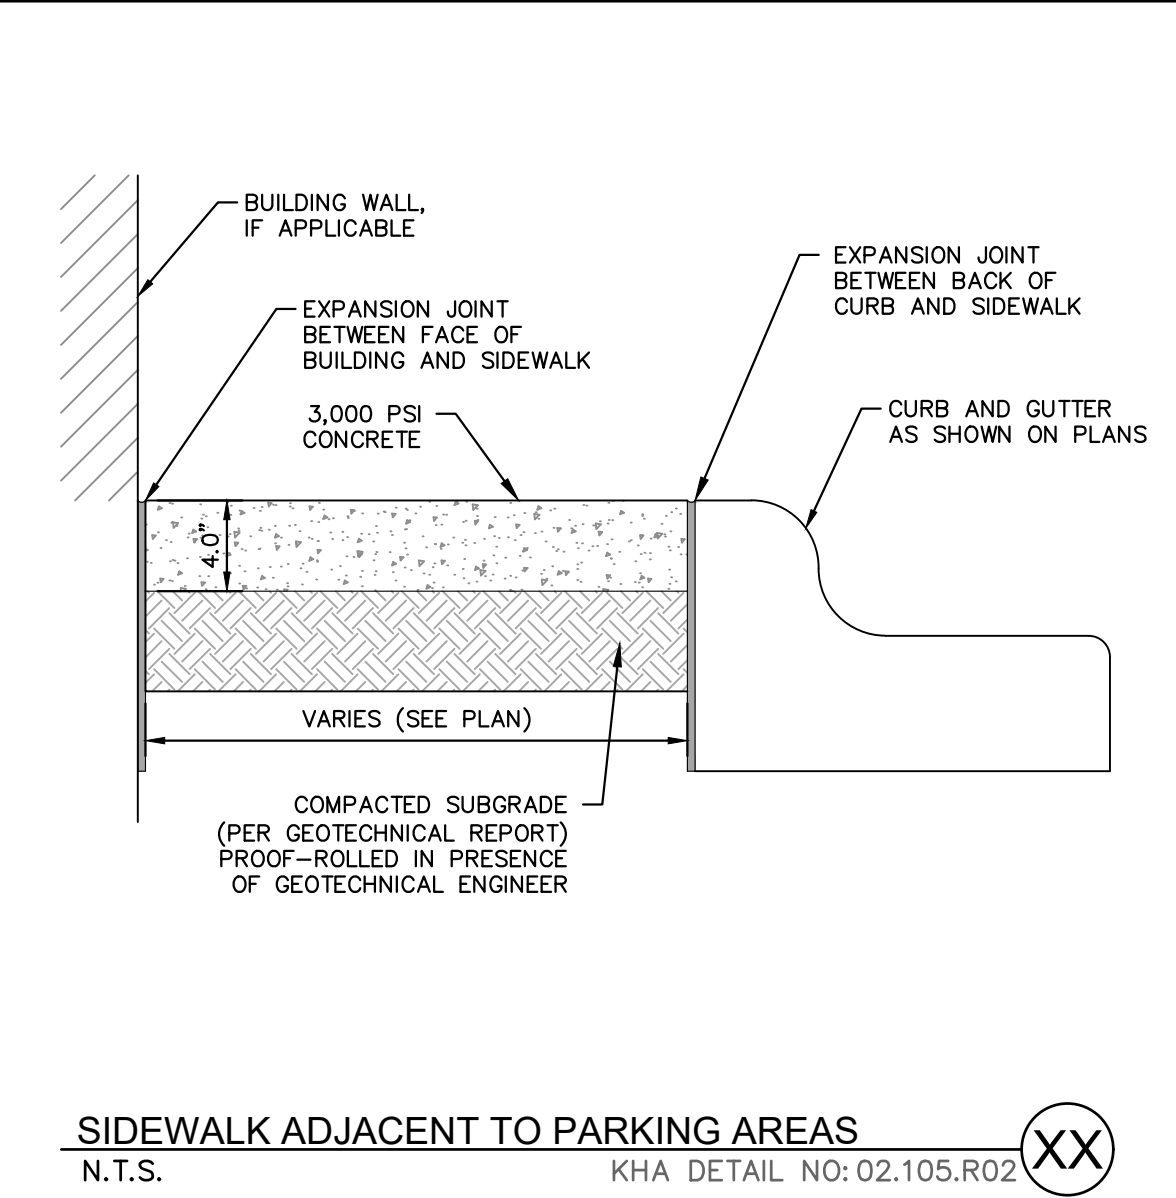 BUILDING WALL,
IF APPLICABLE
EXPANSION JOINT
BETWEEN BACK OF
CURB AND SIDEWALK
EXPANSION JOINT
BETWEEN FACE OF
BUILDING AND SIDEWALK
3,000 PSI
CONCRETE
CURB AND GUTTER
AS SHOWN ON PLANS
4.0"
VARIES (SEE PLAN)
COMPACTED SUBGRADE
(PER GEOTECHNICAL REPORT)
PROOF-ROLLED IN PRESENCE
OF GEOTECHNICAL ENGINEER
SIDEWALK ADJACENT TO PARKING AREAS
XX
N.T.S.
KHA DETAIL NO: 02.105.R02